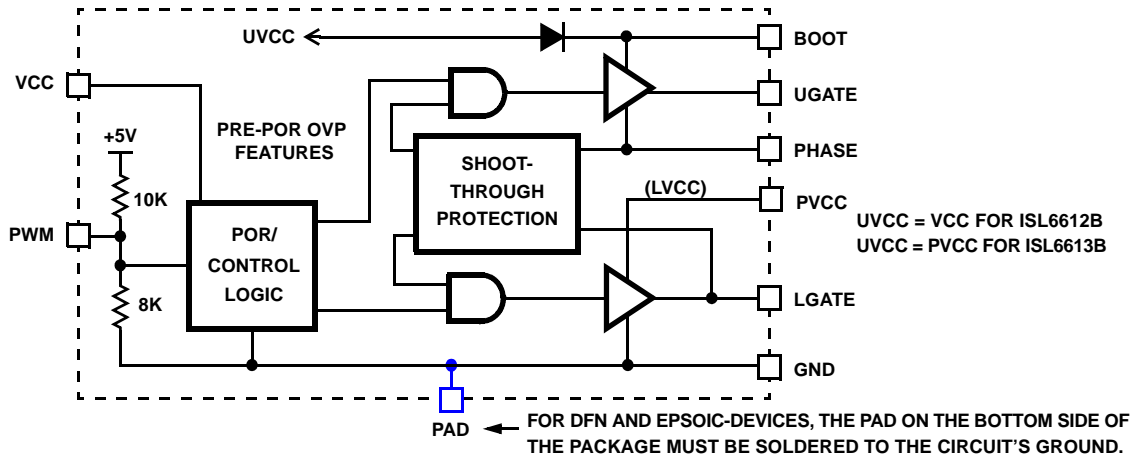 UVCC
BOOT
VCC
UGATE
+5V
PRE-POR OVP
FEATURES
SHOOT-
THROUGH
PROTECTION
PHASE
10K
(LVCC)
PVCC
UVCC = VCC FOR ISL6612B
UVCC = PVCC FOR ISL6613B
PWM
POR/
CONTROL
LOGIC
8K
LGATE
GND
PAD
FOR DFN AND EPSOIC-DEVICES, THE PAD ON THE BOTTOM SIDE OF
THE PACKAGE MUST BE SOLDERED TO THE CIRCUIT'S GROUND.